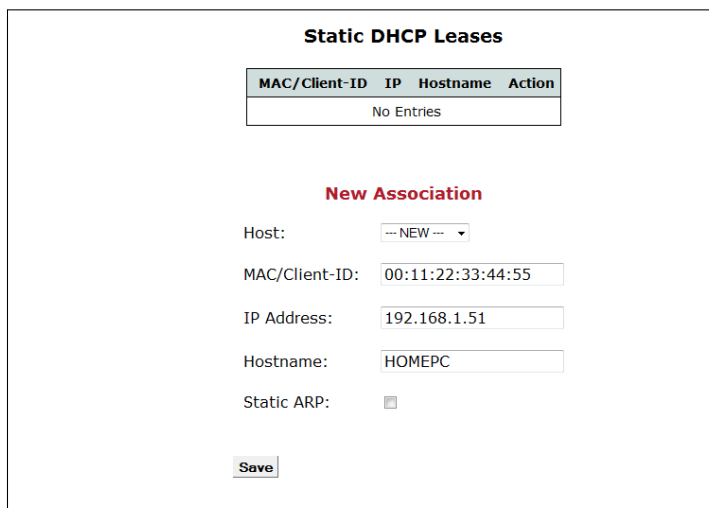 Static DHCP Leases
MAC/Client-ID IP Hostname Action
No Entries
New Association
Host: --- NEW ---
MAC/Client-ID: 00:11:22:33:44:55
IP Address: 192.168.1.51
Hostname: HOMEPC
Static ARP:
Save